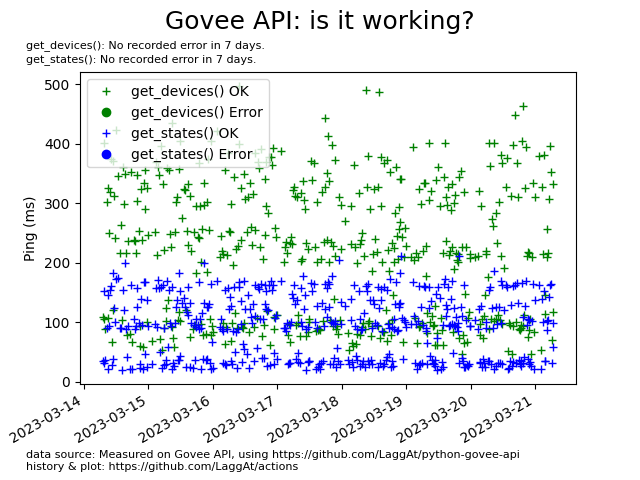 Govee API: is it working?
get_devices(): No recorded error in 7 days.
get_states(): No recorded error in 7 days.
get_devices() OK
get_devices() Error
get_states() OK
get_states() Error
Ping (ms)
500
400
300
200
100
0
2023-03-14
2023-03-15
2023-03-16
2023-03-17
2023-03-18
2023-03-19
2023-03-20
2023-03-21
data source: Measured on Govee API, using https://github.com/LaggAt/python-govee-api
history & plot: https://github.com/LaggAt/actions